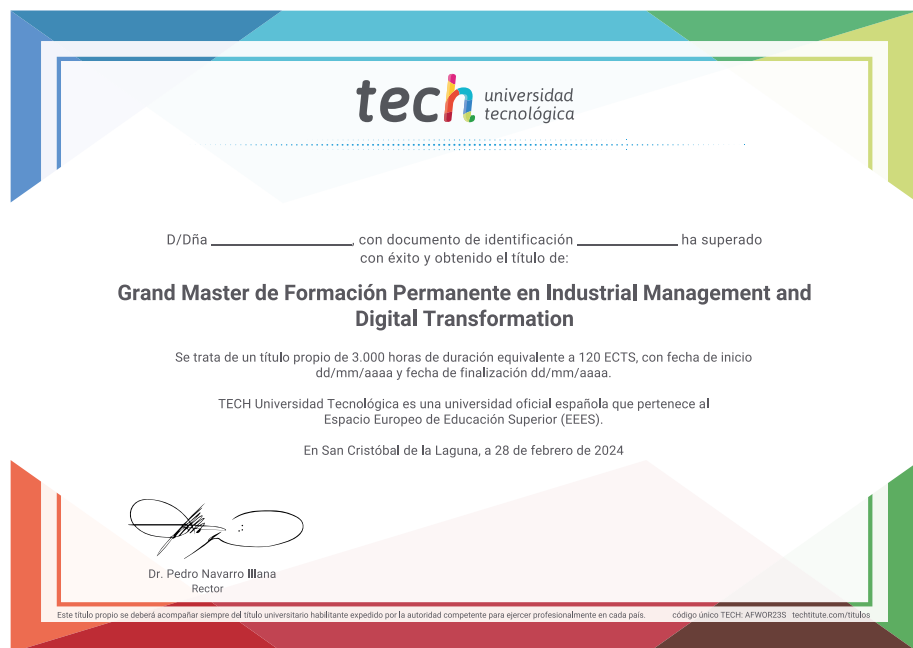 tech universidad
tecnológica
D/Dña ________________, con documento de identificación ____________ ha superado
con éxito y obtenido el título de:
Grand Master de Formación Permanente en Industrial Management and
Digital Transformation
Se trata de un título propio de 3.000 horas de duración equivalente a 120 ECTS, con fecha de inicio
dd/mm/aaaa y fecha de finalización dd/mm/aaaa.
TECH Universidad Tecnológica es una universidad oficial española que pertenece al
Espacio Europeo de Educación Superior (EEES).
En San Cristóbal de la Laguna, a 28 de febrero de 2024
Dr. Pedro Navarro Illana
Rector
Este título propio se deberá acompañar siempre del título universitario habilitante expedido por la autoridad competente para ejercer profesionalmente en cada país. código único TECH: AFWOR23S techtitute.com/titulos